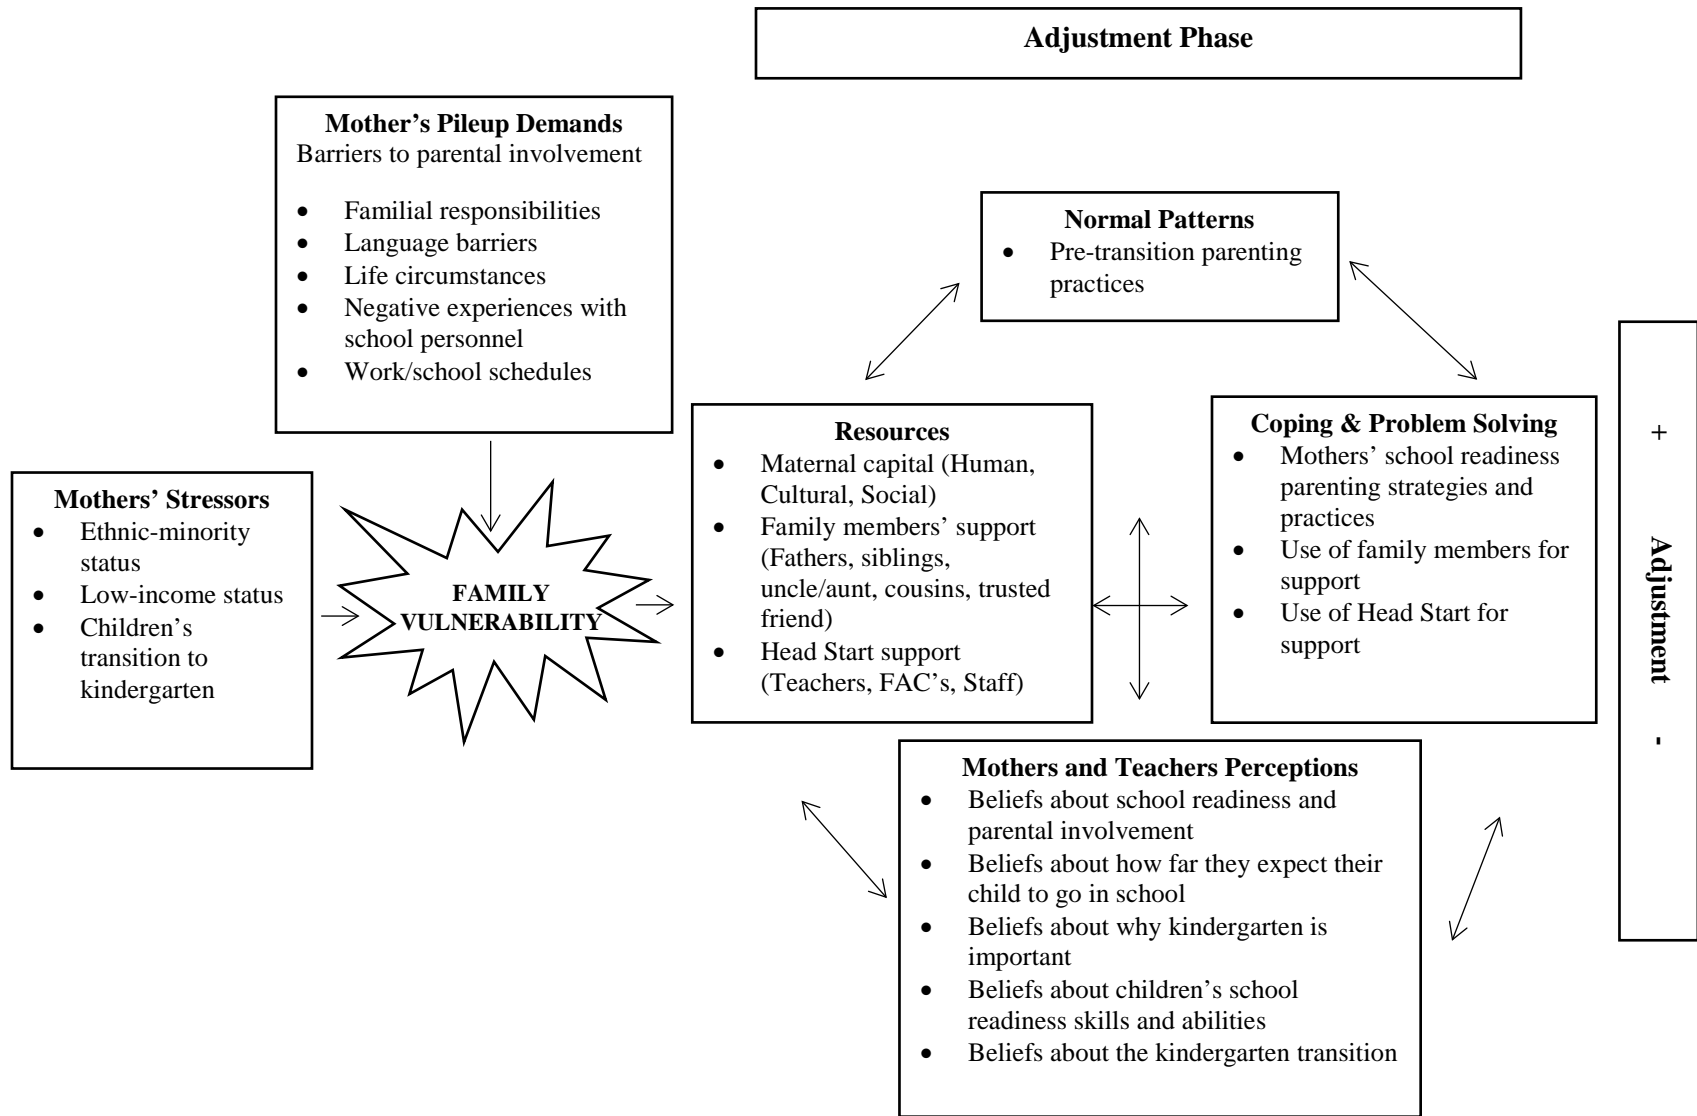 Adjustment Phase
Mother’s Pileup Demands
Barriers to parental involvement
• Familial responsibilities
• Language barriers
• Life circumstances
• Negative experiences with
school personnel
• Work/school schedules
Normal Patterns
• Pre-transition parenting
practices
Mothers’ Stressors
• Ethnic-minority
status
• Low-income status
• Children’s
transition to
kindergarten
FAMILY
VULNERABILITY
Resources
• Maternal capital (Human,
Cultural, Social)
• Family members’ support
(Fathers, siblings,
uncle/aunt, cousins, trusted
friend)
• Head Start support
(Teachers, FAC’s, Staff)
Coping & Problem Solving
• Mothers’ school readiness
parenting strategies and
practices
• Use of family members for
support
• Use of Head Start for
support
Mothers and Teachers Perceptions
• Beliefs about school readiness and
parental involvement
• Beliefs about how far they expect their
child to go in school
• Beliefs about why kindergarten is
important
• Beliefs about children’s school
readiness skills and abilities
• Beliefs about the kindergarten transition
+ Adjustment -